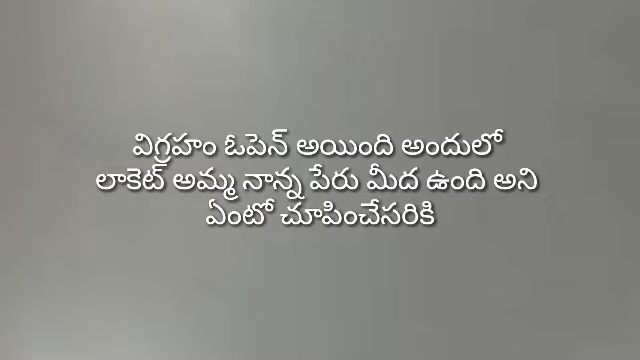 విగ్రహం ఓపెన్ అయింది అందులో
లాకెట్ అమ్మ నాన్న పేరు మీద ఉంది అని
ఏంటో చూపించేసరికి